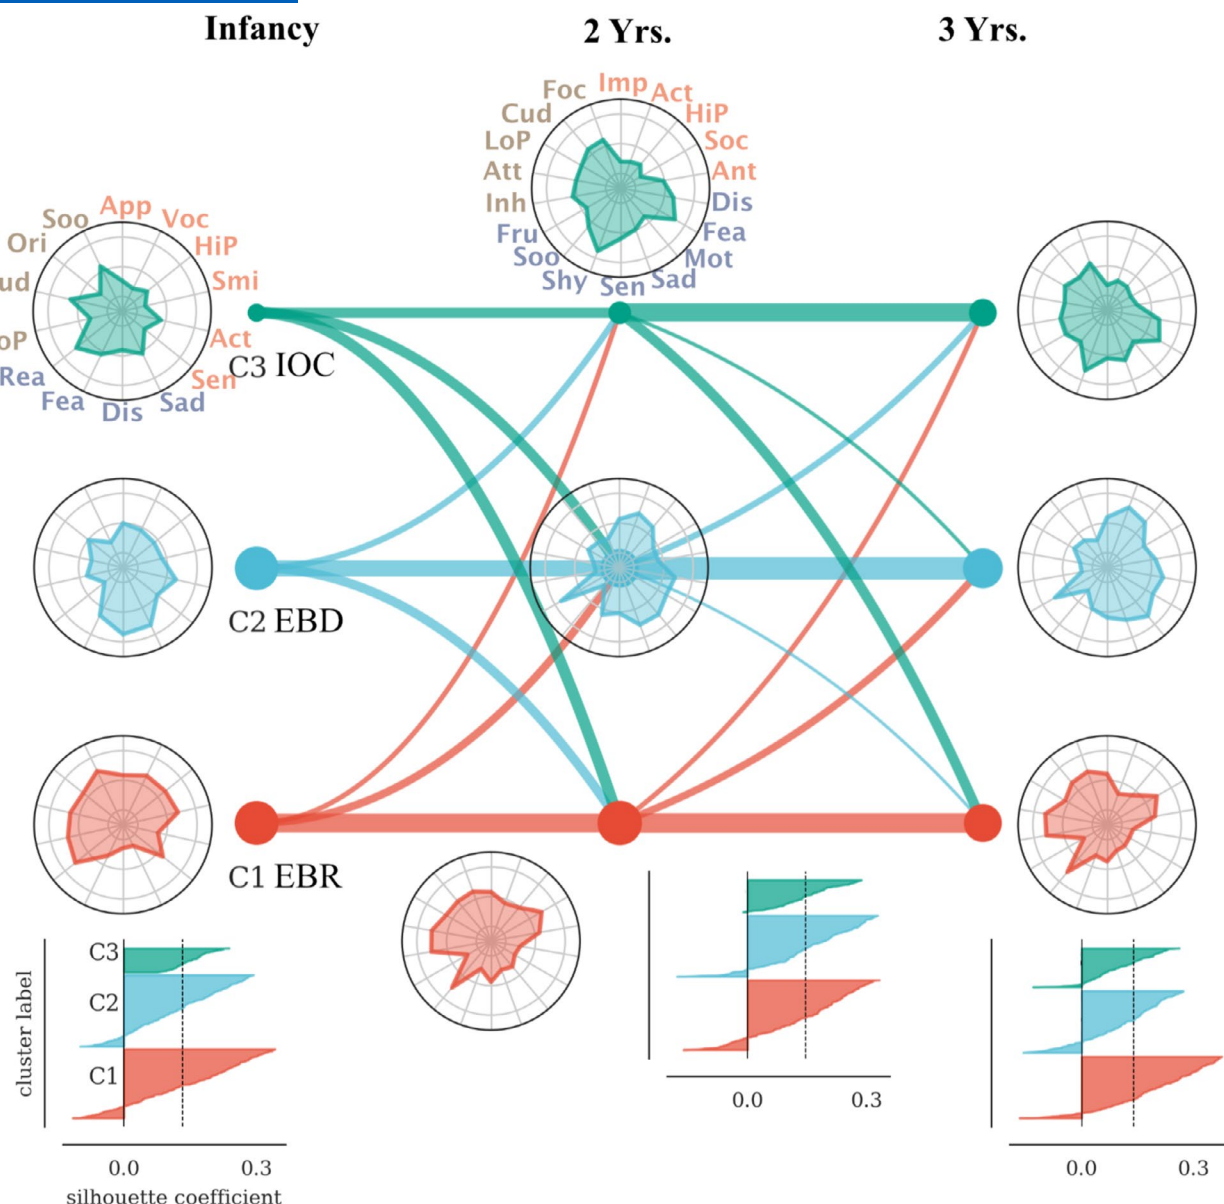 Infancy
2 Yrs.
3 Yrs.
Foc
Imp
Act
Cud
HiP
LoP
Soc
Att
Ant
Inh
Dis
Fru
Fea
Soo
Mot
Shy
Sen
Sad
App
Soo
Voc
Ori
HiP
ud
Smi
oP
Act
Rea
Sen
Fea
Dis
Sad
C3 IOC
C2 EBD
C1 EBR
cluster label
C3
C2
C1
0.0
0.3
silhouette coefficient
0.0
0.3
0.0
0.3